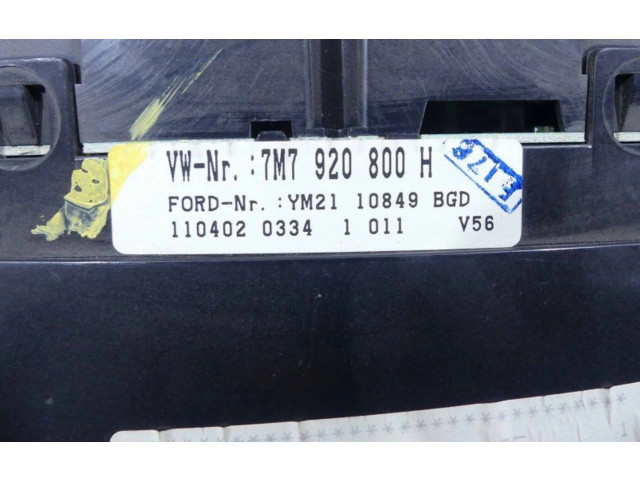 VW-Nr.:7M7 920 800 H
FORD-Nr.:YM21 10849 BGD
110402 0334 1 011 V56